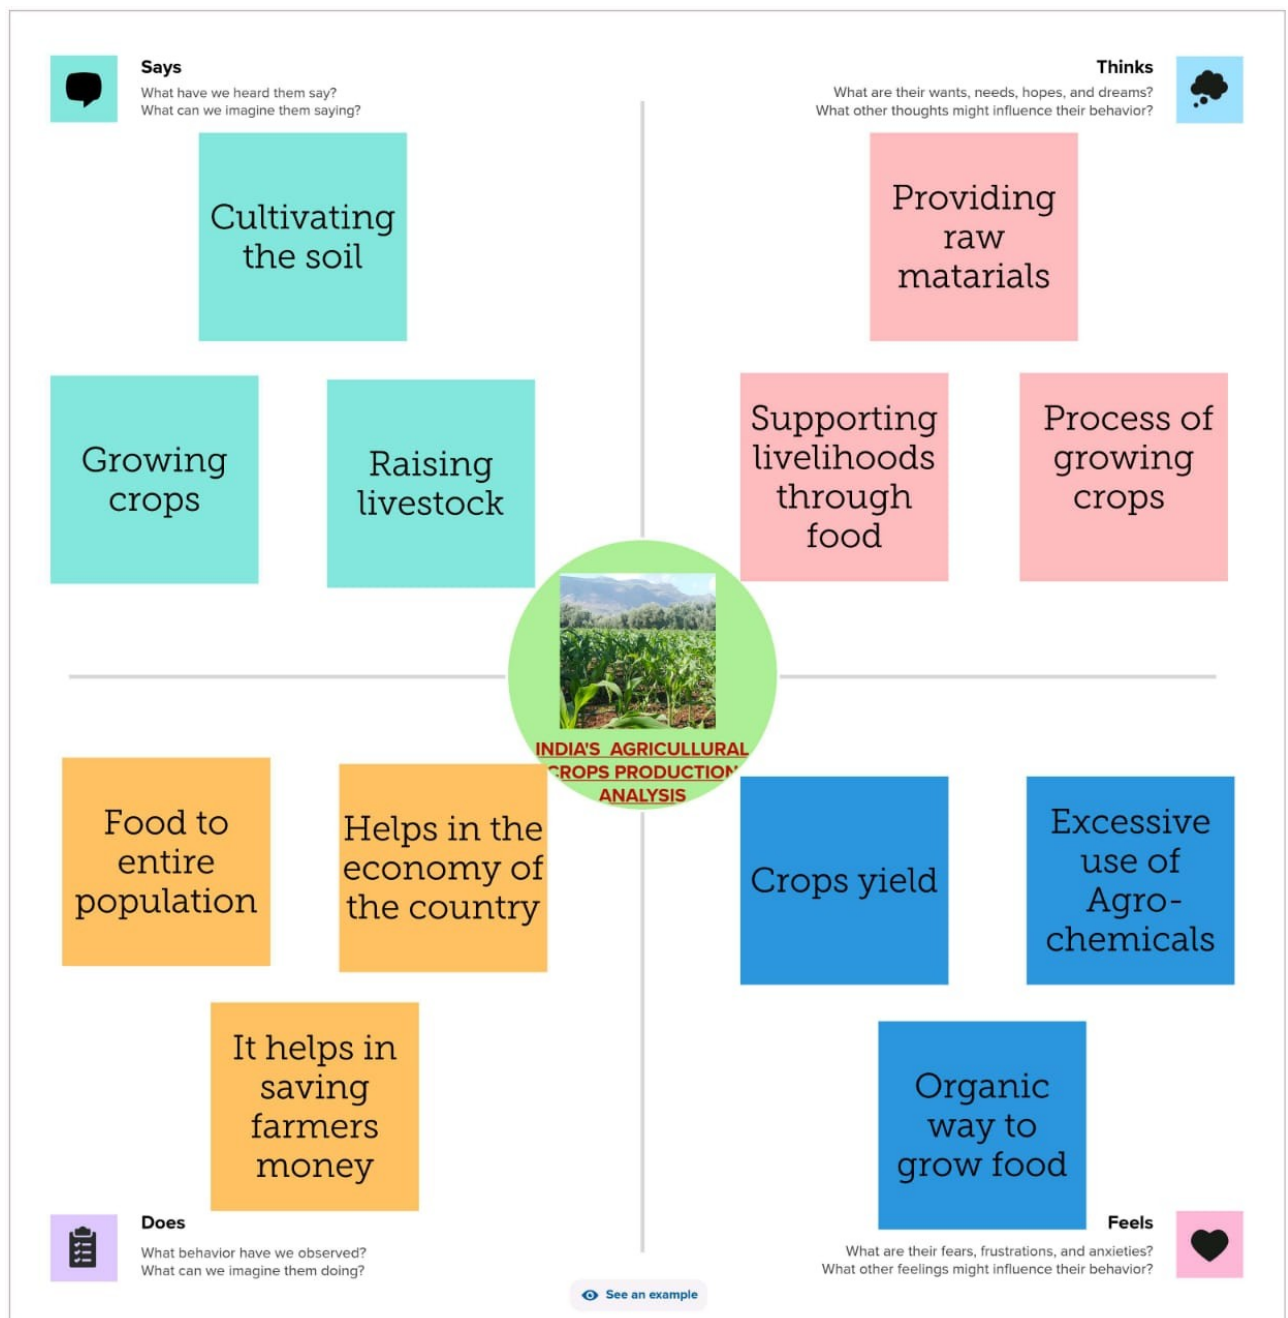 Says
What have we heard them say?
What can we imagine them saying?
Cultivating
the soil
Growing
crops
Raising
livestock
Thinks
What are their wants, needs, hopes, and dreams?
What other thoughts might influence their behavior?
Providing
raw
matarials
Supporting
livelihoods
through
food
Process of
growing
crops
INDIA'S AGRICULLURAL
CROPS PRODUCTION
ANALYSIS
Food to
entire
population
Helps in the
economy of
the country
It helps in
saving
farmers
money
Does
What behavior have we observed?
What can we imagine them doing?
Crops yield
Excessive
use of
Agro-
chemicals
Organic
way to
grow food
Feels
What are their fears, frustrations, and anxieties?
What other feelings might influence their behavior?
See an example